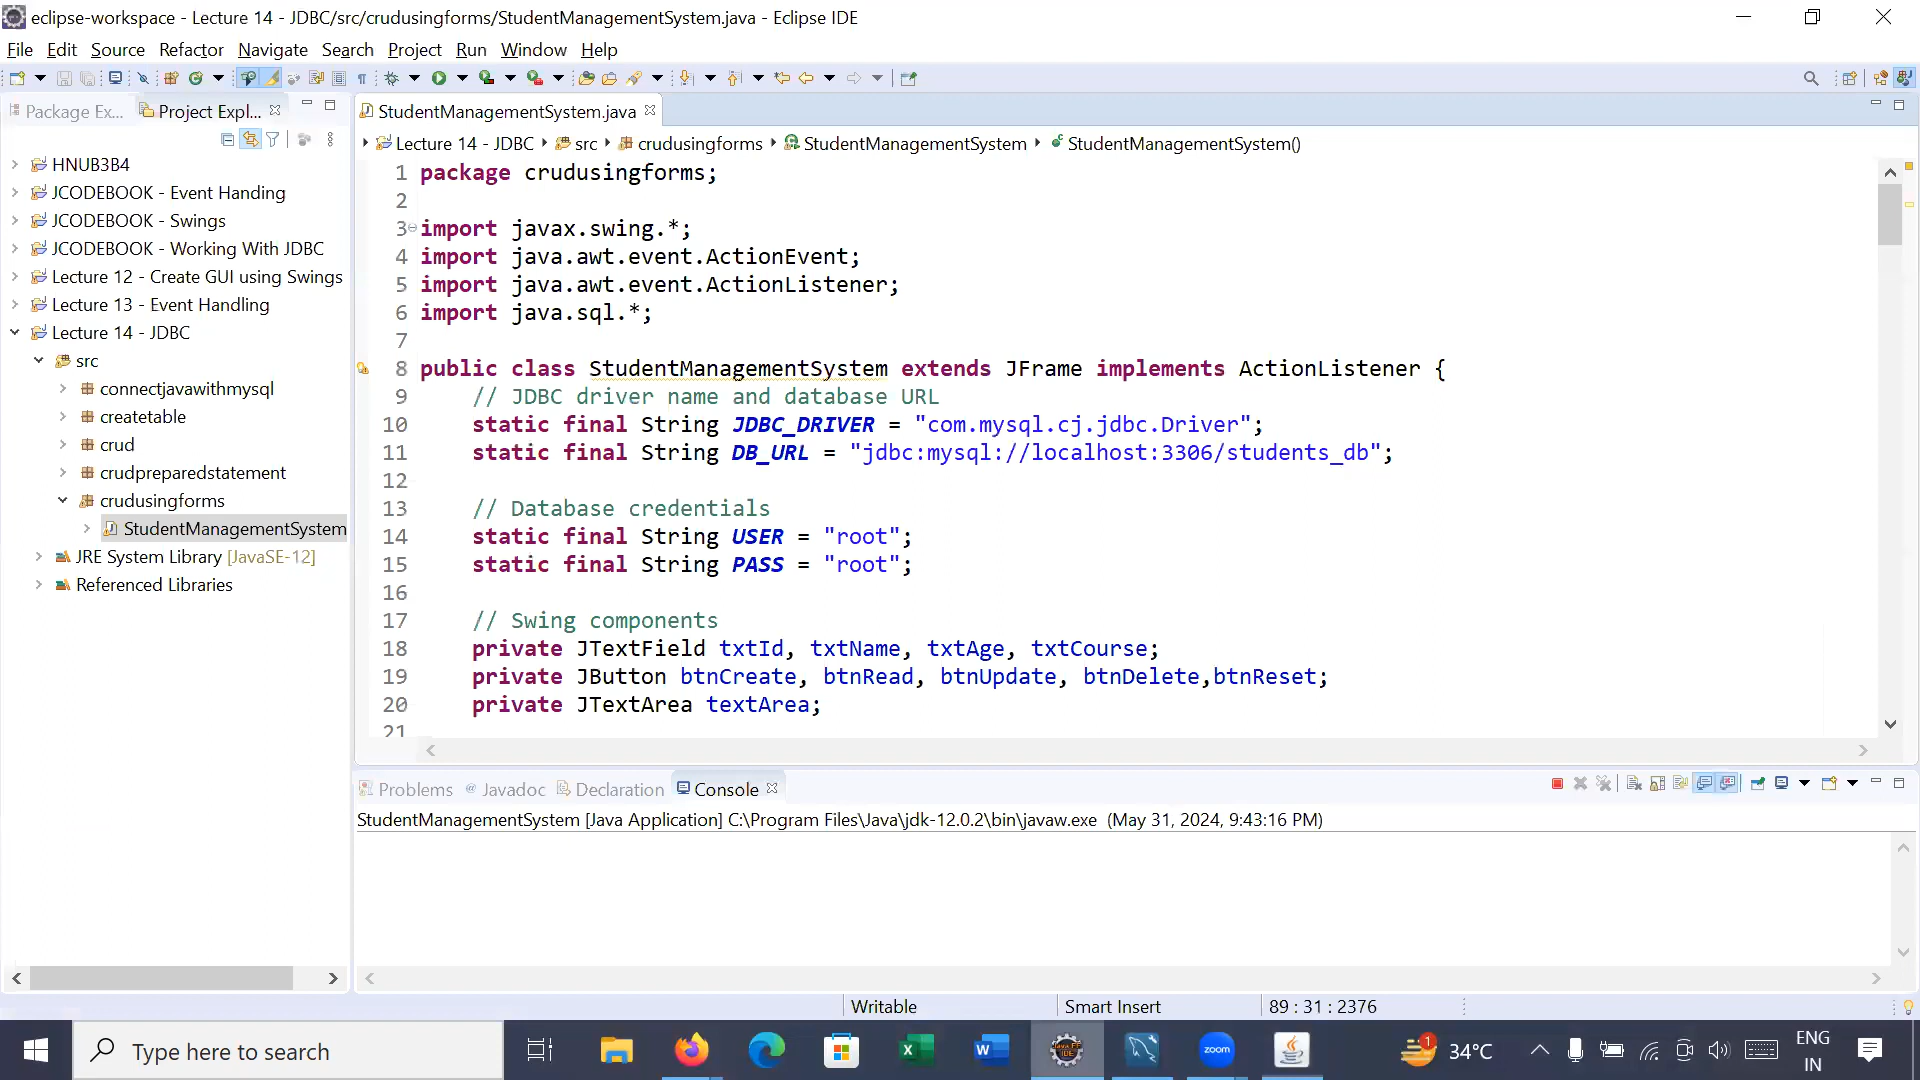 eclipse-workspace - Lecture 14 - JDBC/src/crudusingforms/StudentManagementSystem.java - Eclipse IDE
File Edit Source Refactor Navigate Search Project Run Window Help
Package Ex... Project Expl... StudentManagementSystem.java
Lecture 14 - JDBC src crudusingforms StudentManagementSystem StudentManagementSystem()
HNUB3B4
JCODEBOOK - Event Handing
JCODEBOOK - Swings
JCODEBOOK - Working With JDBC
Lecture 12 - Create GUI using Swings
Lecture 13 - Event Handling
Lecture 14 - JDBC
src
connectjavawithmysql
createtable
crud
crudpreparedstatement
crudusingforms
StudentManagementSystem
JRE System Library [JavaSE-12]
Referenced Libraries
1 package crudusingforms;
2
3 import javax.swing.*;
4 import java.awt.event.ActionEvent;
5 import java.awt.event.ActionListener;
6 import java.sql.*;
7
8 public class StudentManagementSystem extends JFrame implements ActionListener {
9 // JDBC driver name and database URL
10 static final String JDBC_DRIVER = "com.mysql.cj.jdbc.Driver";
11 static final String DB_URL = "jdbc:mysql://localhost:3306/students_db";
12
13 // Database credentials
14 static final String USER = "root";
15 static final String PASS = "root";
16
17 // Swing components
18 private JTextField txtId, txtName, txtAge, txtCourse;
19 private JButton btnCreate, btnRead, btnUpdate, btnDelete,btnReset;
20 private JTextArea textArea;
21
Problems Javadoc Declaration Console
StudentManagementSystem [Java Application] C:\Program Files\Java\jdk-12.0.2\bin\javaw.exe (May 31, 2024, 9:43:16 PM)
Writable Smart Insert 89 : 31 : 2376
Type here to search
zoom
1
34°C
ENG
IN